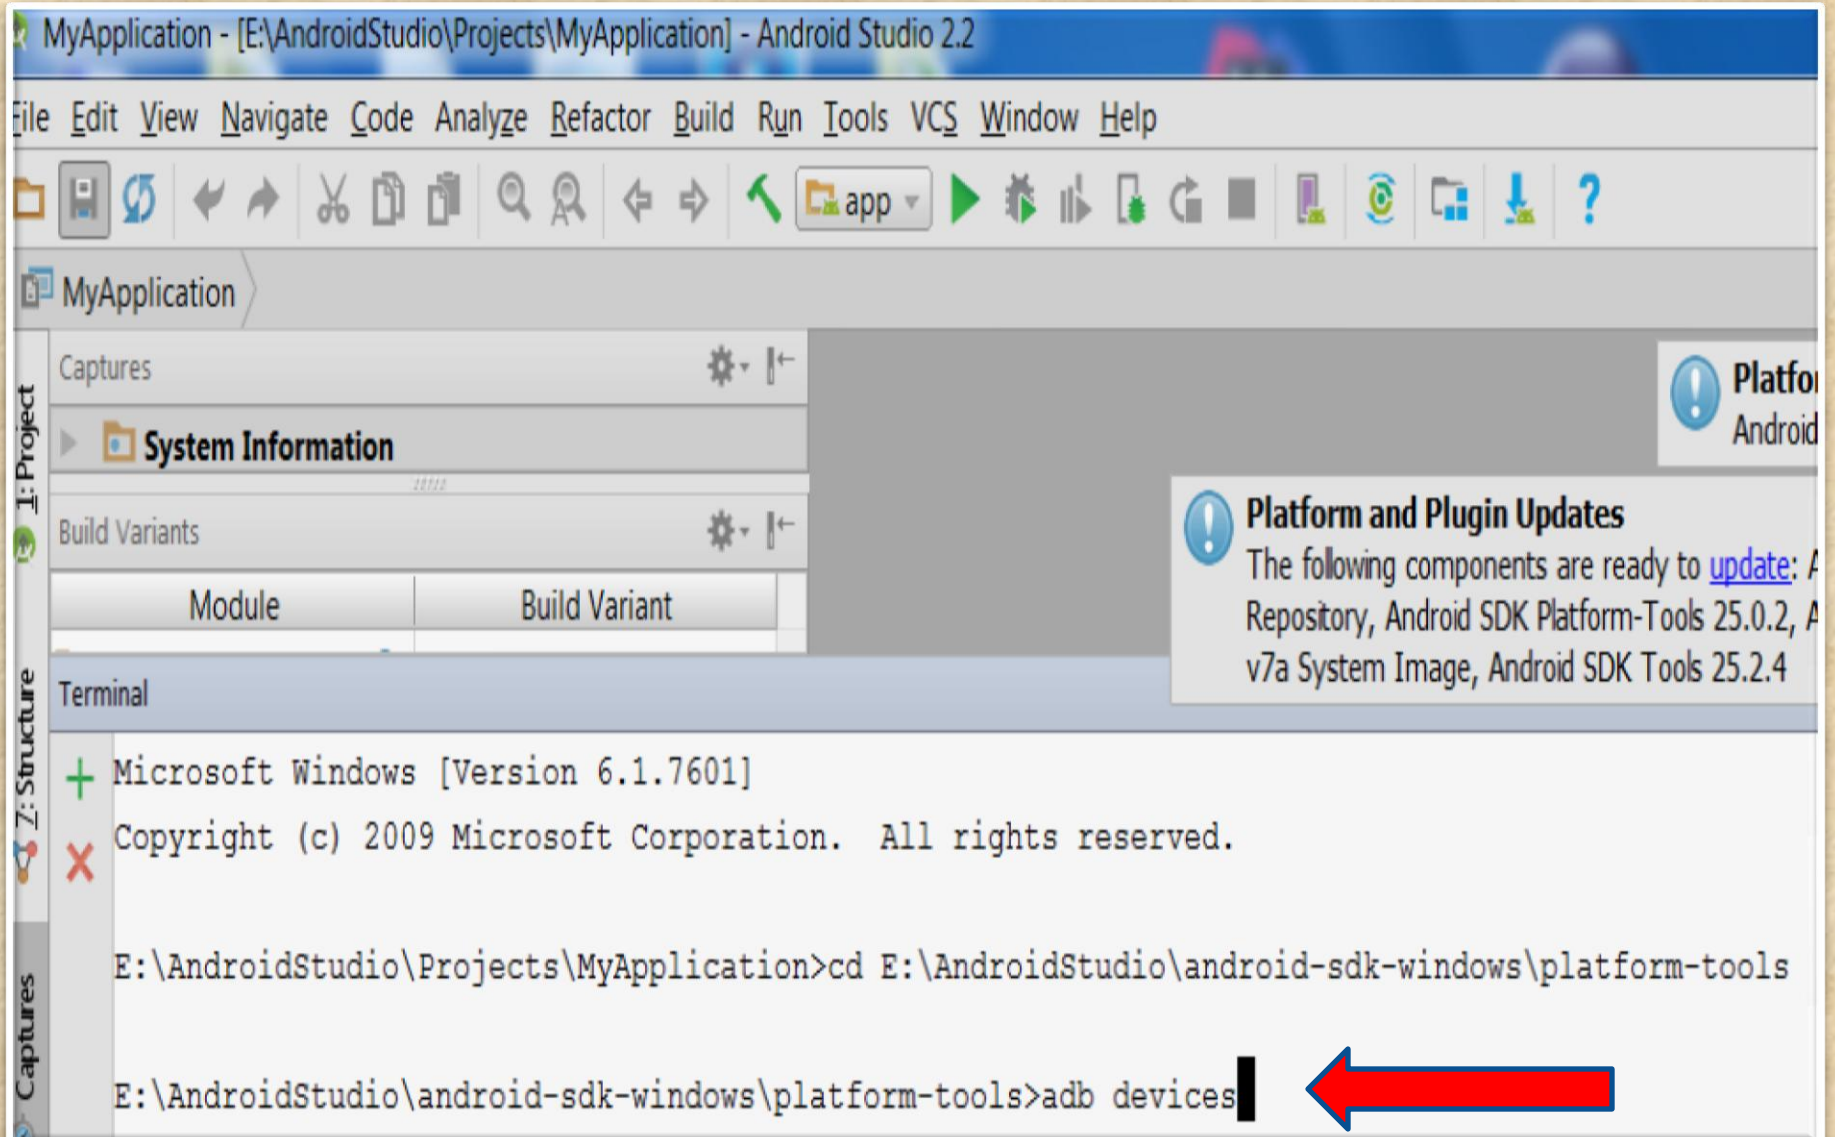 MyApplication - [E:\AndroidStudio\Projects\MyApplication] - Android Studio 2.2
File Edit View Navigate Code Analyze Refactor Build Run Tools VCS Window Help
app
MyApplication
Captures
System Information
Build Variants
Module Build Variant
1: Project
7: Structure
Captures
Android
Platform and Plugin Updates
The following components are ready to update:
Repository, Android SDK Platform-Tools 25.0.2,
v7a System Image, Android SDK Tools 25.2.4
Terminal
Microsoft Windows [Version 6.1.7601]
Copyright (c) 2009 Microsoft Corporation.  All rights reserved.
E:\AndroidStudio\Projects\MyApplication>cd E:\AndroidStudio\android-sdk-windows\platform-tools
E:\AndroidStudio\android-sdk-windows\platform-tools>adb devices